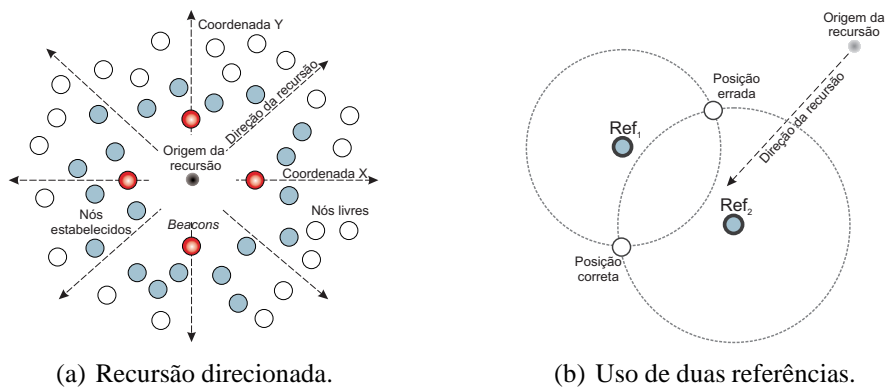 Coordenada Y
Direção da recursão
Origem da
recursão
Coordenada X
Nós
estabelecidos
Beacons
Nós livres
(a) Recursão direcionada.
Origem da
recursão
Posição
errada
Direção da recursão
Ref1
Ref2
Posição
correta
(b) Uso de duas referências.